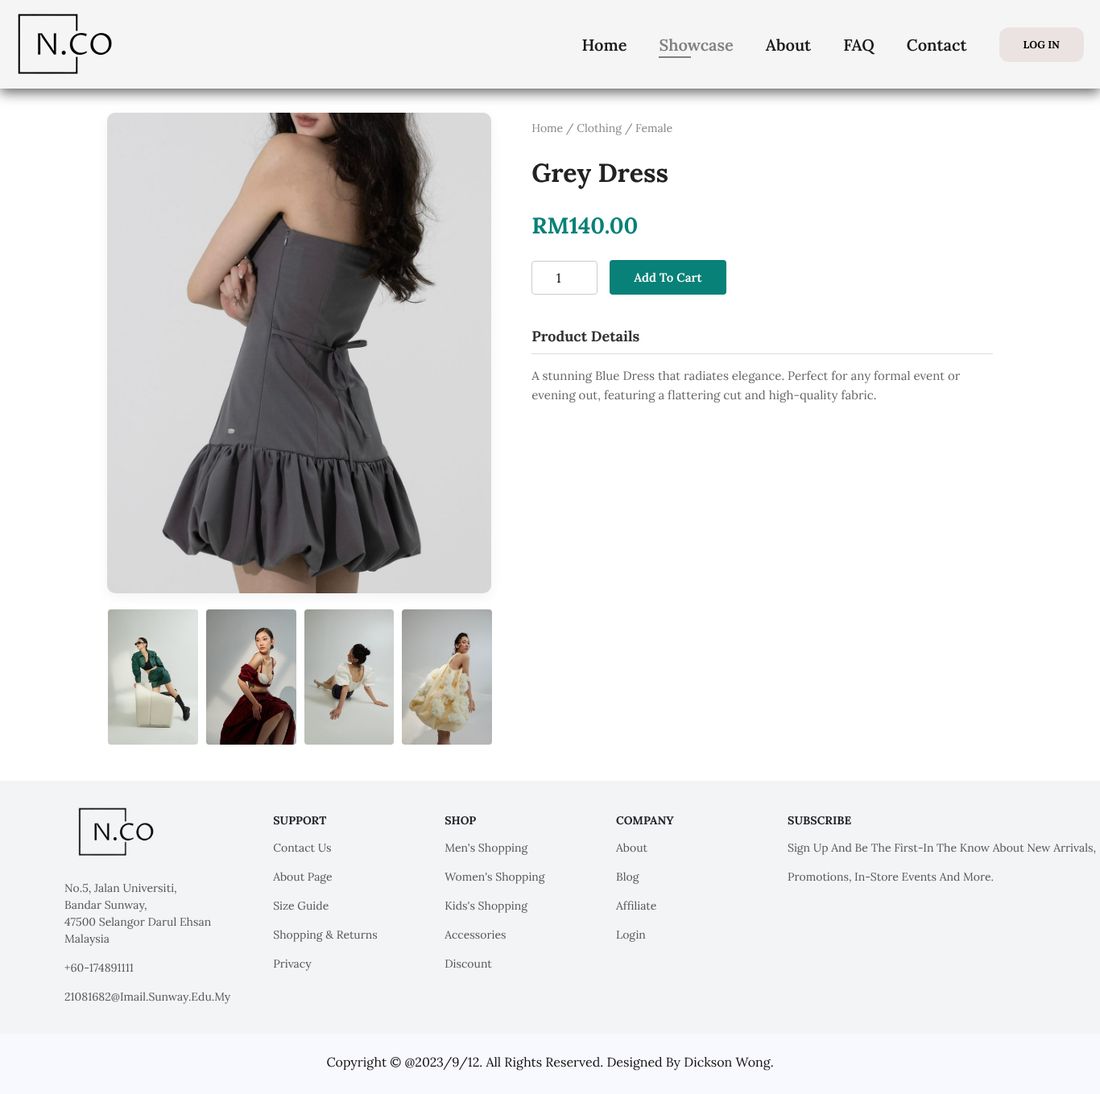 N.CO
Home
Showcase
About
FAQ
Contact
LOG IN
Home / Clothing / Female
Grey Dress
RM140.00
1
Add To Cart
Product Details
A stunning Blue Dress that radiates elegance. Perfect for any formal event or
evening out, featuring a flattering cut and high-quality fabric.
N.CO
No.5, Jalan Universiti,
Bandar Sunway,
47500 Selangor Darul Ehsan
Malaysia
+60-174891111
21081682@Imail.Sunway.Edu.My
SUPPORT
Contact Us
About Page
Size Guide
Shopping & Returns
Privacy
SHOP
Men's Shopping
Women's Shopping
Kids's Shopping
Accessories
Discount
COMPANY
About
Blog
Affiliate
Login
SUBSCRIBE
Sign Up And Be The First-In The Know About New Arrivals,
Promotions, In-Store Events And More.
Copyright © @2023/9/12. All Rights Reserved. Designed By Dickson Wong.